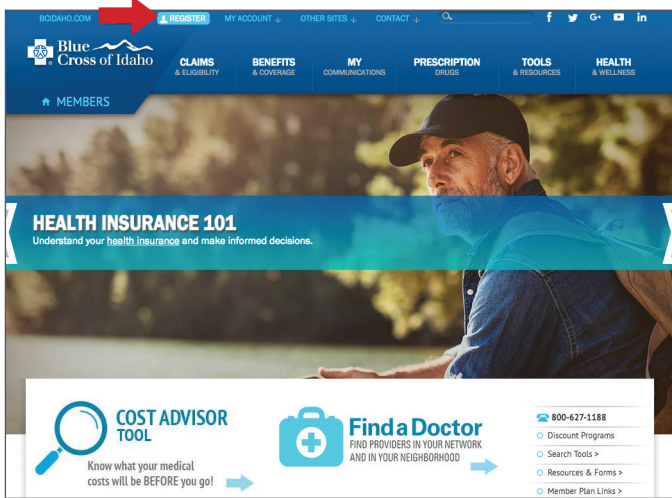 BCIDAHO.COM
REGISTER
MY ACCOUNT
OTHER SITES
CONTACT
f
G+
in
Blue
Cross of Idaho
CLAIMS
& ELIGIBILITY
BENEFITS
& COVERAGE
MY
COMMUNICATIONS
PRESCRIPTION
DRUGS
TOOLS
& RESOURCES
HEALTH
& WELLNESS
MEMBERS
HEALTH INSURANCE 101
Understand your health insurance and make informed decisions.
COST ADVISOR
TOOL
Know what your medical
costs will be BEFORE you go!
Find a Doctor
FIND PROVIDERS IN YOUR NETWORK
AND IN YOUR NEIGHBORHOOD
800-627-1188
Discount Programs
Search Tools >
Resources & Forms >
Member Plan Links >